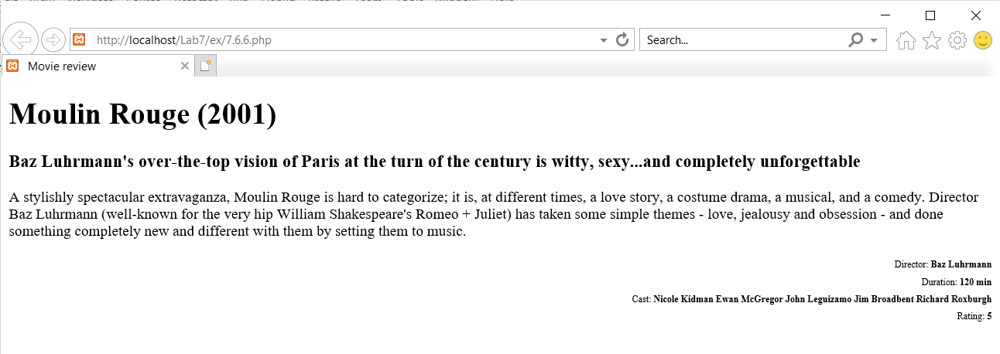 http://localhost/Lab7/ex/7.6.6.php
Search...
Movie review
Moulin Rouge (2001)
Baz Luhrmann's over-the-top vision of Paris at the turn of the century is witty, sexy...and completely unforgettable
A stylishly spectacular extravaganza, Moulin Rouge is hard to categorize; it is, at different times, a love story, a costume drama, a musical, and a comedy. Director
Baz Luhrmann (well-known for the very hip William Shakespeare's Romeo + Juliet) has taken some simple themes - love, jealousy and obsession - and done
something completely new and different with them by setting them to music.
Director: Baz Luhrmann
Duration: 120 min
Cast: Nicole Kidman Ewan McGregor John Leguizamo Jim Broadbent Richard Roxburgh
Rating: 5